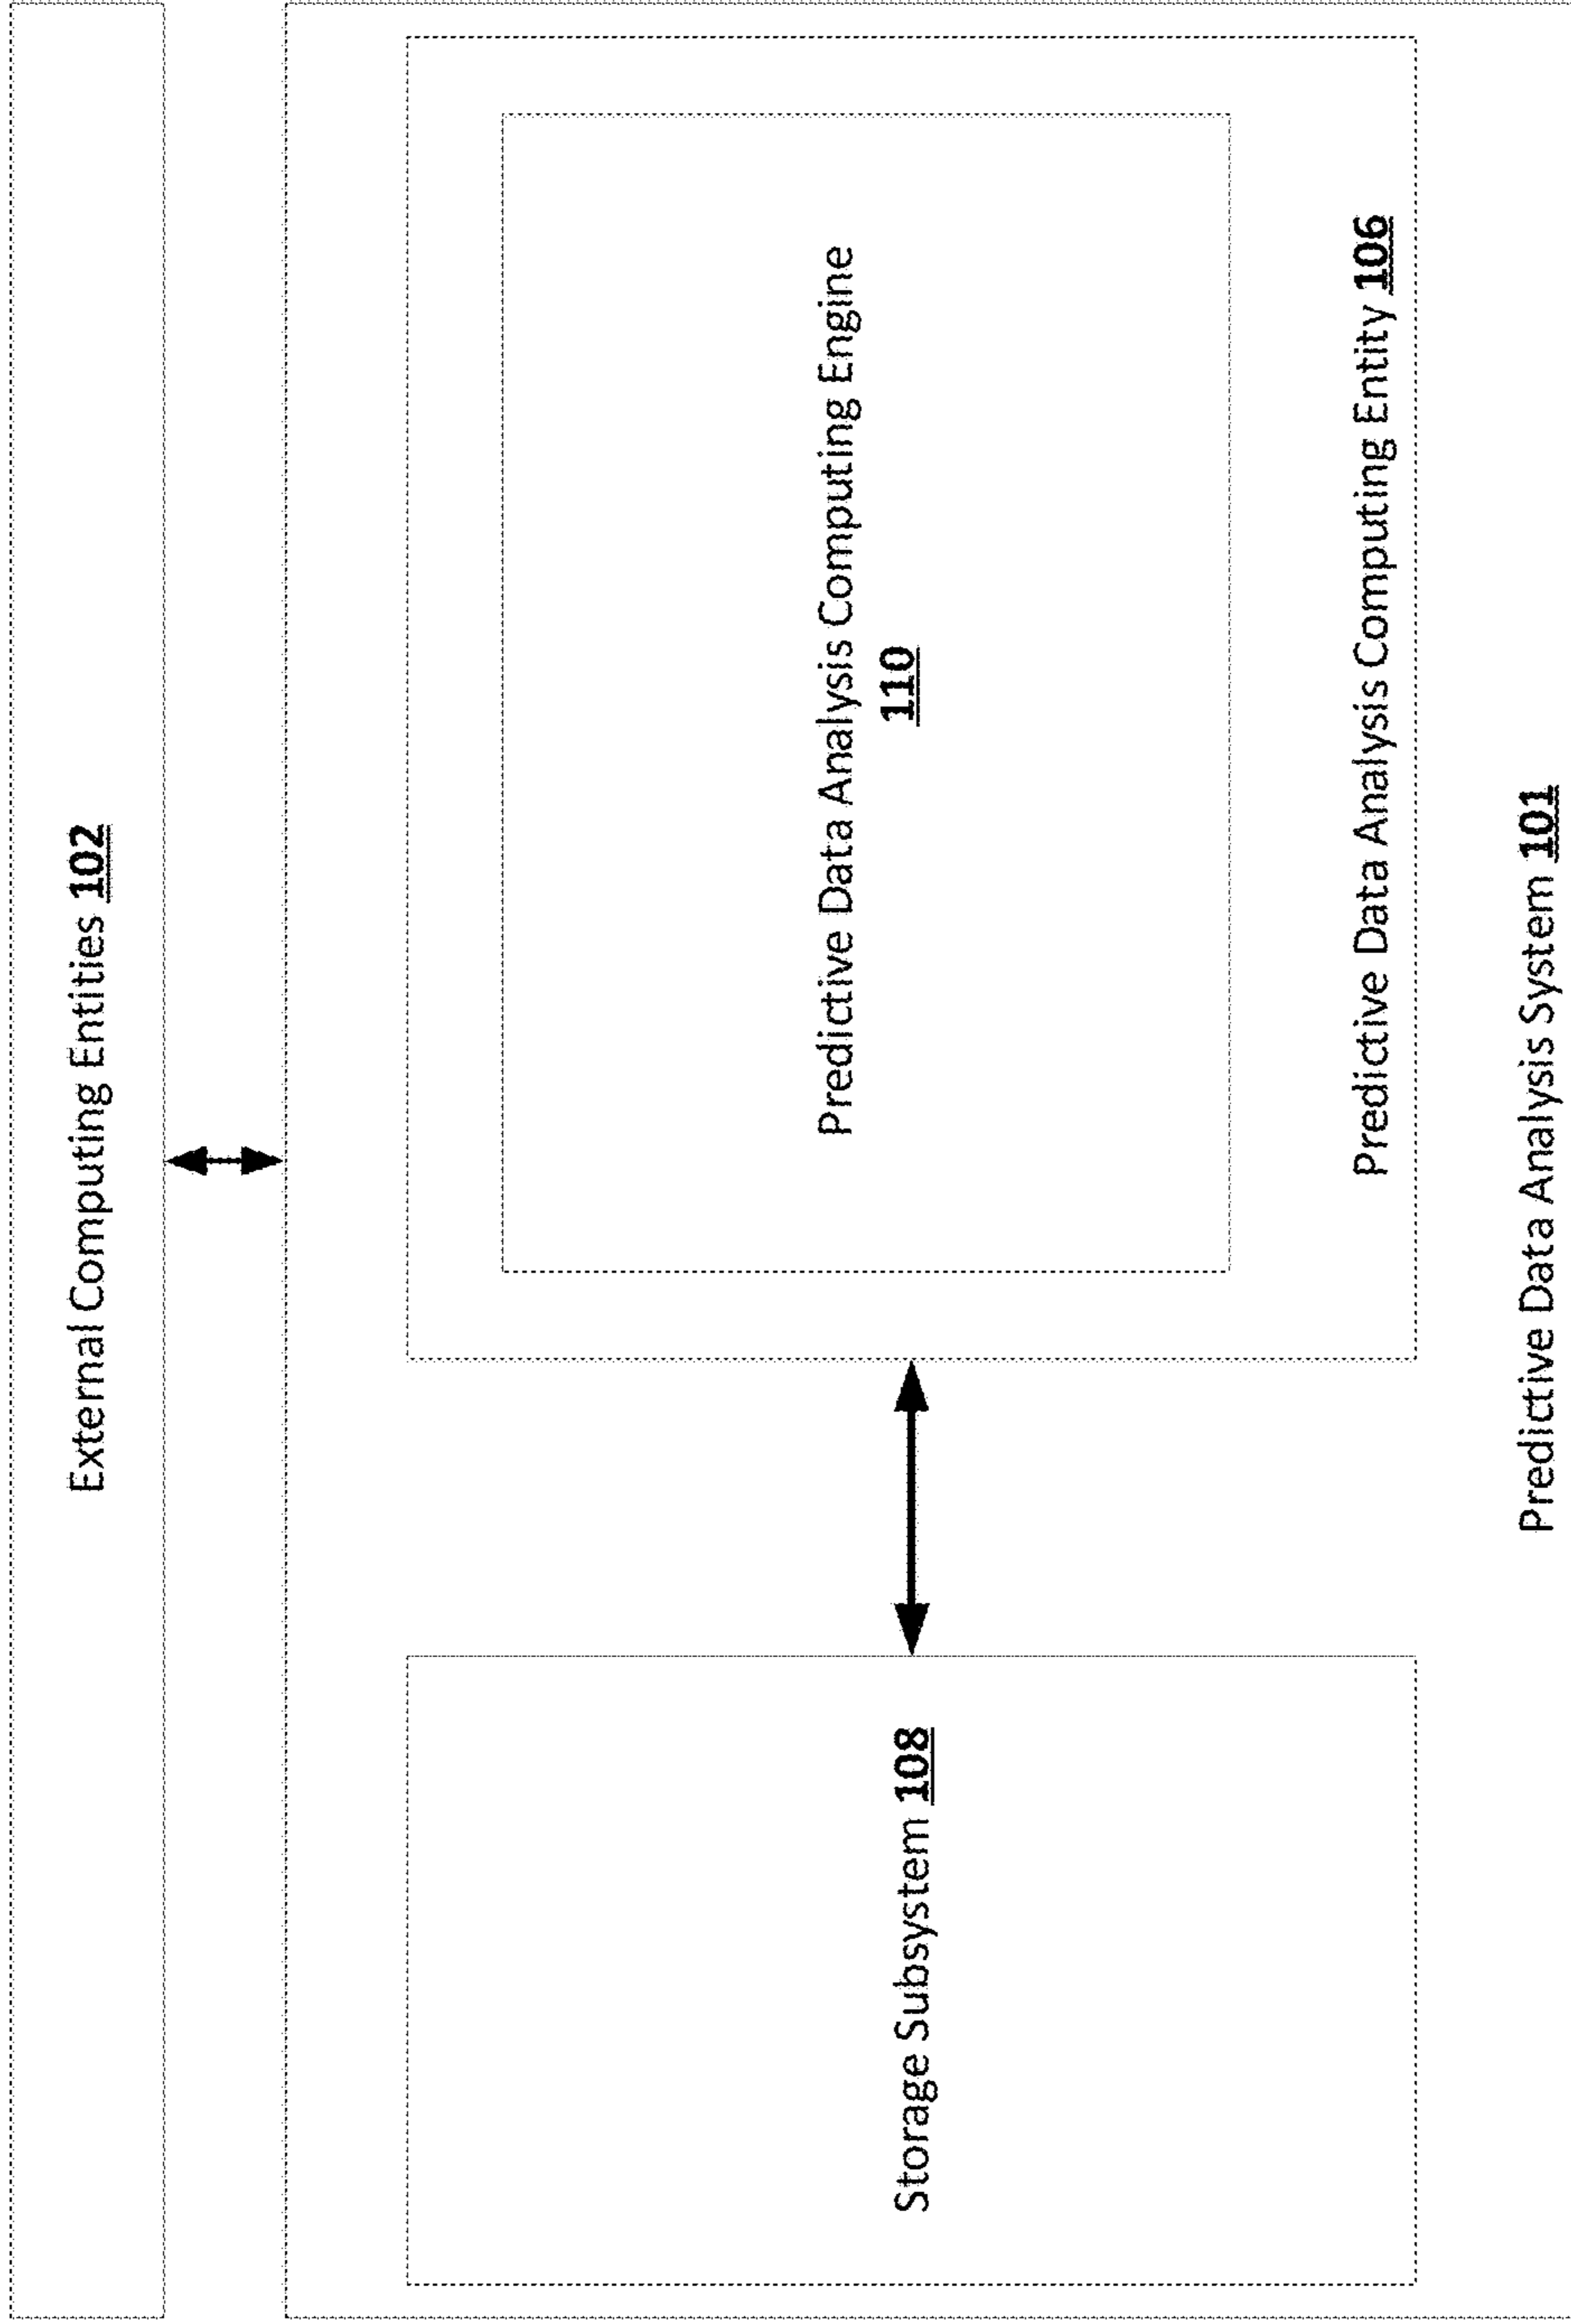 External Computing Entities 102
Storage Subsystem 108
Predictive Data Analysis Computing Engine
110
Predictive Data Analysis Computing Entity 106
Predictive Data Analysis System 101